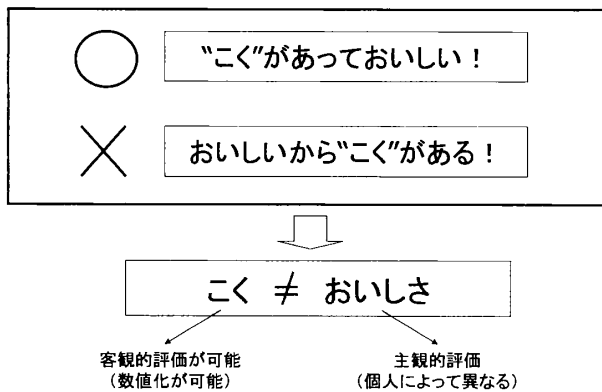 ○ “こく”があっておいしい！
× おいしいから“こく”がある！
こく ≠ おいしさ
客観的評価が可能
（数値化が可能）
主観的評価
（個人によって異なる）